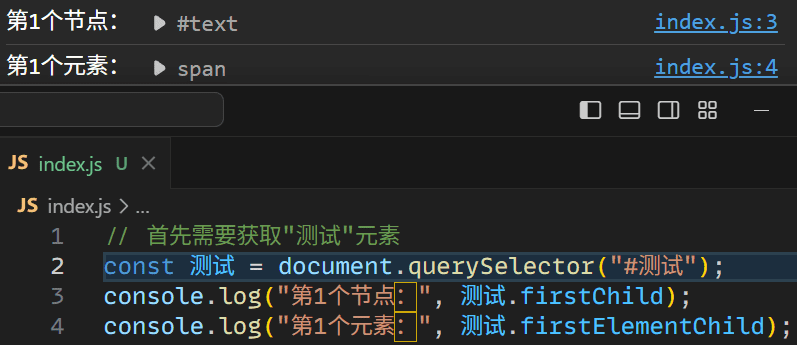 第1个节点： ▶ #text index.js:3
第1个元素： ▶ span index.js:4
JS index.js U ×
JS index.js > ...
1 // 首先需要获取"测试"元素
2 const 测试 = document.querySelector("#测试");
3 console.log("第1个节点：", 测试.firstChild);
4 console.log("第1个元素：", 测试.firstElementChild);